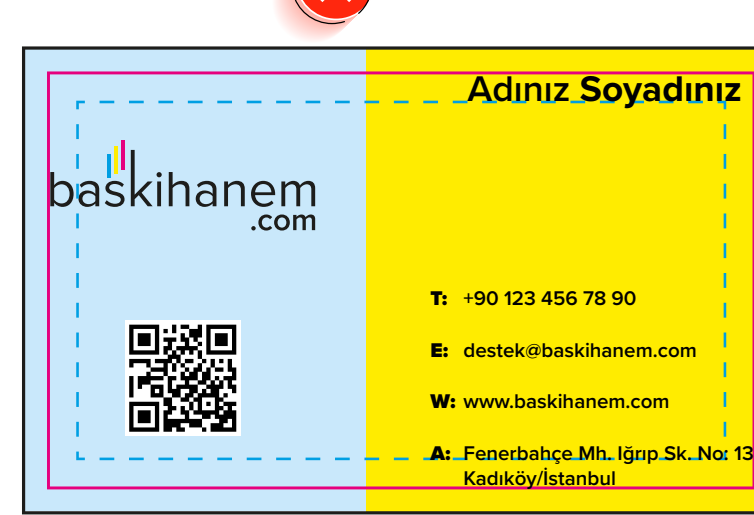 Adınız Soyadınız
baskihanem
.com
T: +90 123 456 78 90
E: destek@baskihanem.com
W: www.baskihanem.com
A: Fenerbahçe Mh. Iğrıp Sk. No: 13
Kadıköy/İstanbul